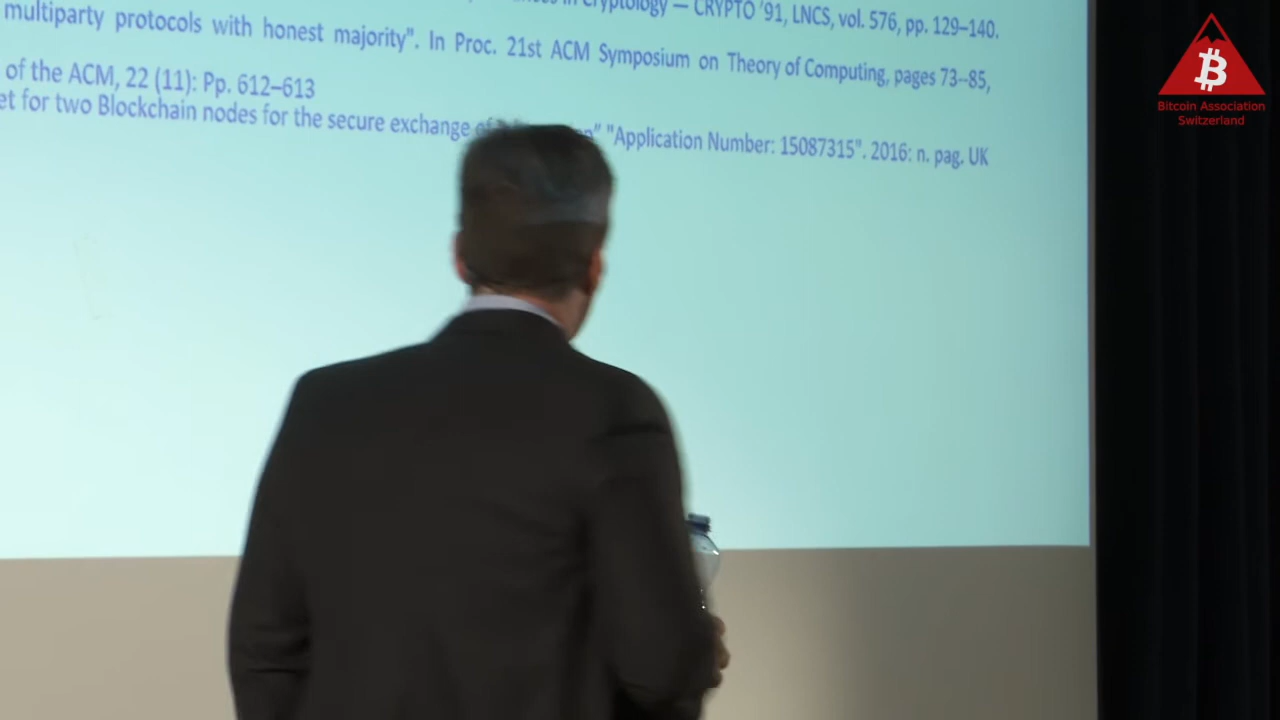 in Cryptology — CRYPTO '91, LNCS, vol. 576, pp. 129–140.
multiparty protocols with honest majority". In Proc. 21st ACM Symposium on Theory of Computing, pages 73–85,
of the ACM, 22 (11): Pp. 612–613
for two Blockchain nodes for the secure exchange "Application Number: 15087315". 2016: n. pag. UK
Bitcoin Association
Switzerland